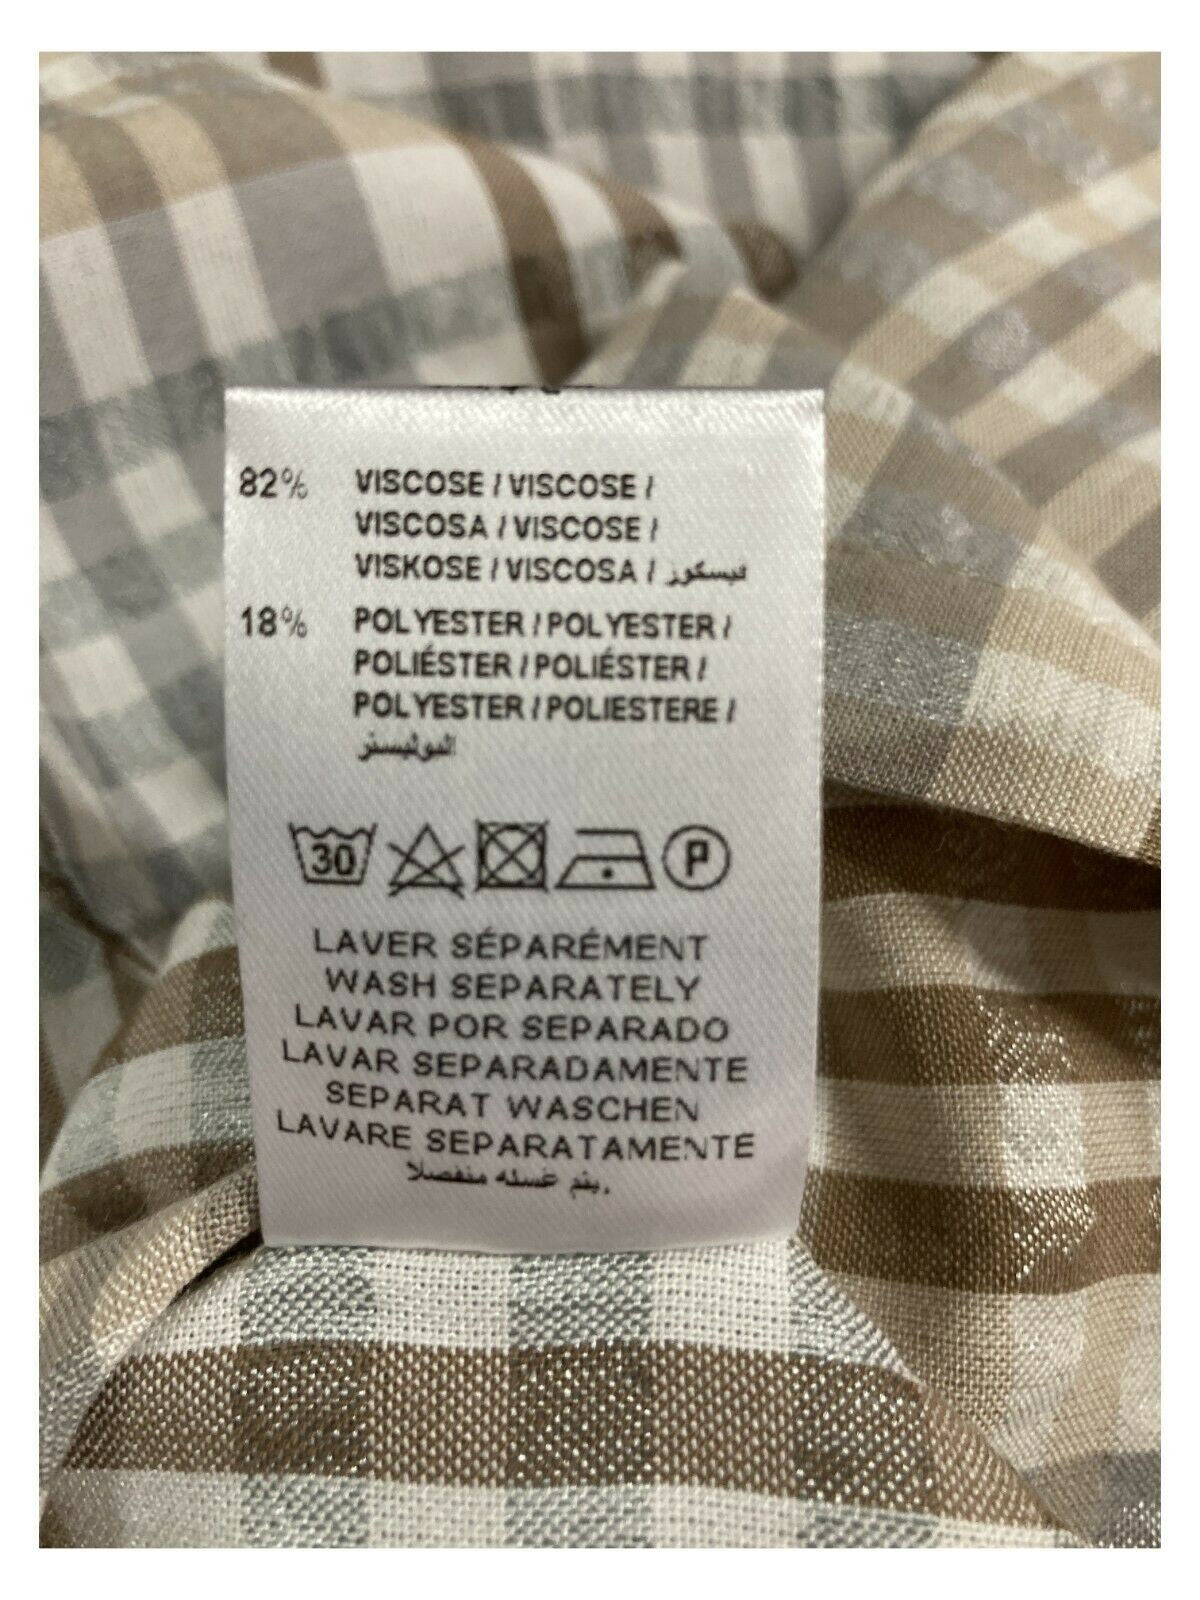 82% VISCOSE / VISCOSE /
VISCOSA / VISCOSE /
VISKOSE / VISCOSA / فيسكوز
18% POLYESTER / POLYESTER /
POLIÉSTER / POLIÉSTER /
POLYESTER / POLIESTERE /
البوليستر
30 P
LAVER SÉPARÉMENT
WASH SEPARATELY
LAVAR POR SEPARADO
LAVAR SEPARADAMENTE
SEPARAT WASCHEN
LAVARE SEPARATAMENTE
يتم غسله منفصلا.